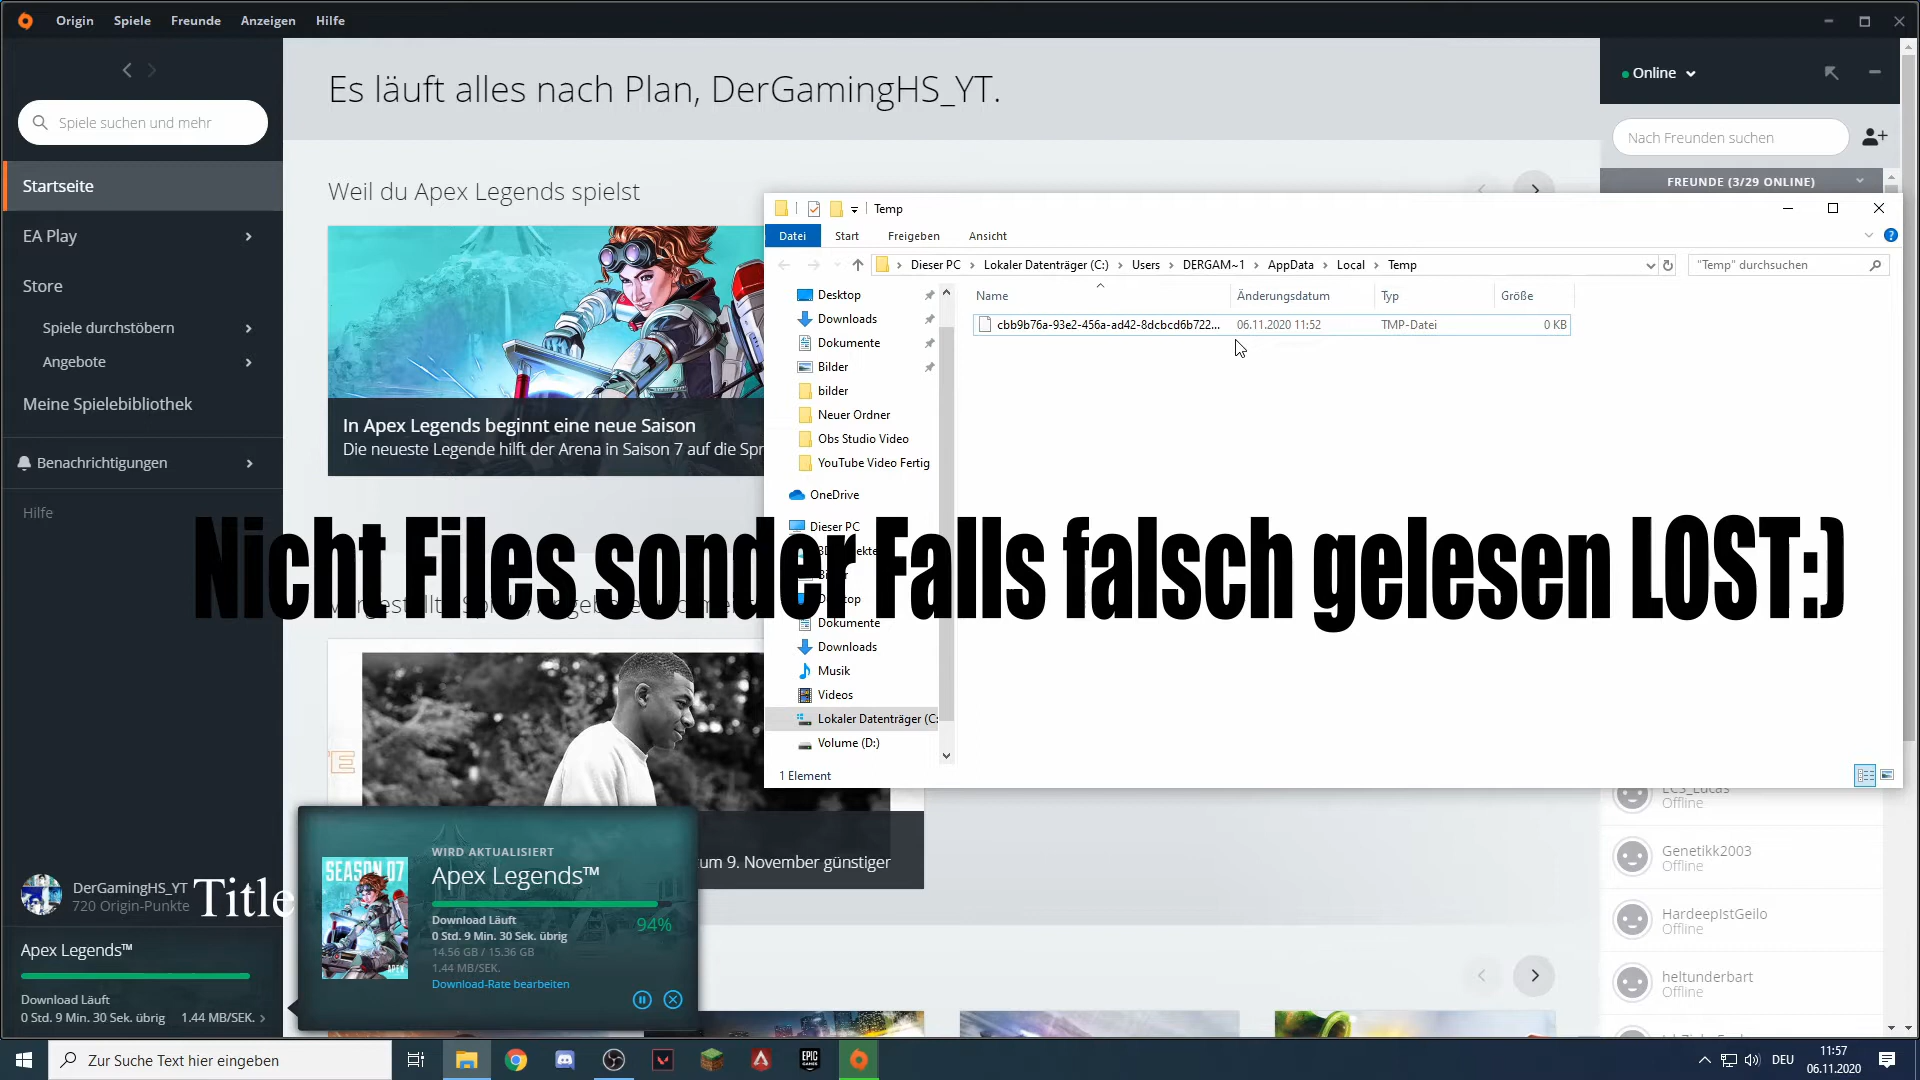 Origin
Spiele
Freunde
Anzeigen
Hilfe
Spiele suchen und mehr
Startseite
EA Play
Store
Spiele durchstöbern
Angebote
Meine Spielebibliothek
Benachrichtigungen
Hilfe
DerGamingHS_YT
720 Origin-Punkte
Title
Apex Legends™
Download Läuft
0 Std. 9 Min. 30 Sek. übrig 1.44 MB/SEK.
Es läuft alles nach Plan, DerGamingHS_YT.
Weil du Apex Legends spielst
In Apex Legends beginnt eine neue Saison
Die neueste Legende hilft der Arena in Saison 7 auf die Spr
um 9. November günstiger
SEASON 07
APEX
WIRD AKTUALISIERT
Apex Legends™
Download Läuft
0 Std. 9 Min. 30 Sek. übrig
94%
14.56 GB / 15.36 GB
1.44 MB/SEK.
Download-Rate bearbeiten
Online
Nach Freunden suchen
FREUNDE (3/29 ONLINE)
Temp
Datei
Start
Freigeben
Ansicht
Dieser PC
Lokaler Datenträger (C:)
Users
DERGAM~1
AppData
Local
Temp
"Temp" durchsuchen
Desktop
Downloads
Dokumente
Bilder
bilder
Neuer Ordner
Obs Studio Video
YouTube Video Fertig
OneDrive
Dieser PC
Dokumente
Downloads
Musik
Videos
Lokaler Datenträger (C:
Volume (D:)
Name
Änderungsdatum
Typ
Größe
cbb9b76a-93e2-456a-ad42-8dcbcd6b722...
06.11.2020 11:52
TMP-Datei
0 KB
1 Element
Nicht Files sonder Falls falsch gelesen LOST:)
Offline
Genetikk2003
Offline
HardeepIstGeilo
Offline
heltunderbart
Offline
Zur Suche Text hier eingeben
EPIC
GAMES
DEU
11:57
06.11.2020